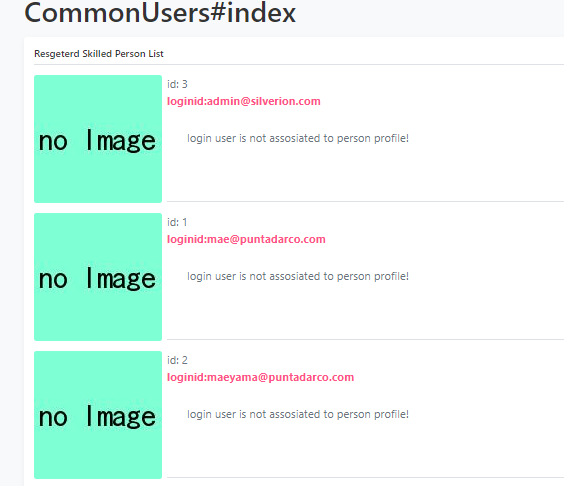 CommonUsers#index
Resgeterd Skilled Person List
no Image
id: 3
loginid:admin@silverion.com
login user is not assosiated to person profile!
no Image
id: 1
loginid:mae@puntadarco.com
login user is not assosiated to person profile!
no Image
id: 2
loginid:maeyama@puntadarco.com
login user is not assosiated to person profile!